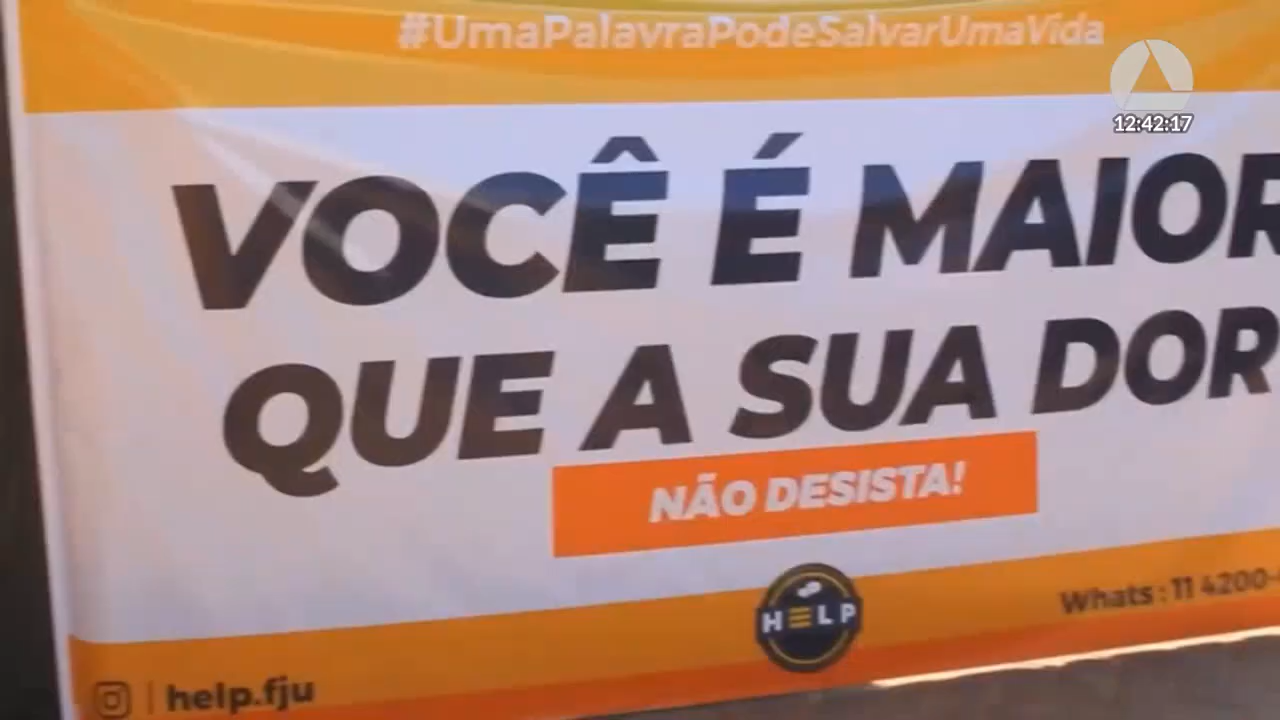 #UmaPalavraPodeSalvarUmaVida
12:42:17
VOCÊ É MAIOR
QUE A SUA DOR
NÃO DESISTA!
HELP
Whats: 11 4200-
help.fju